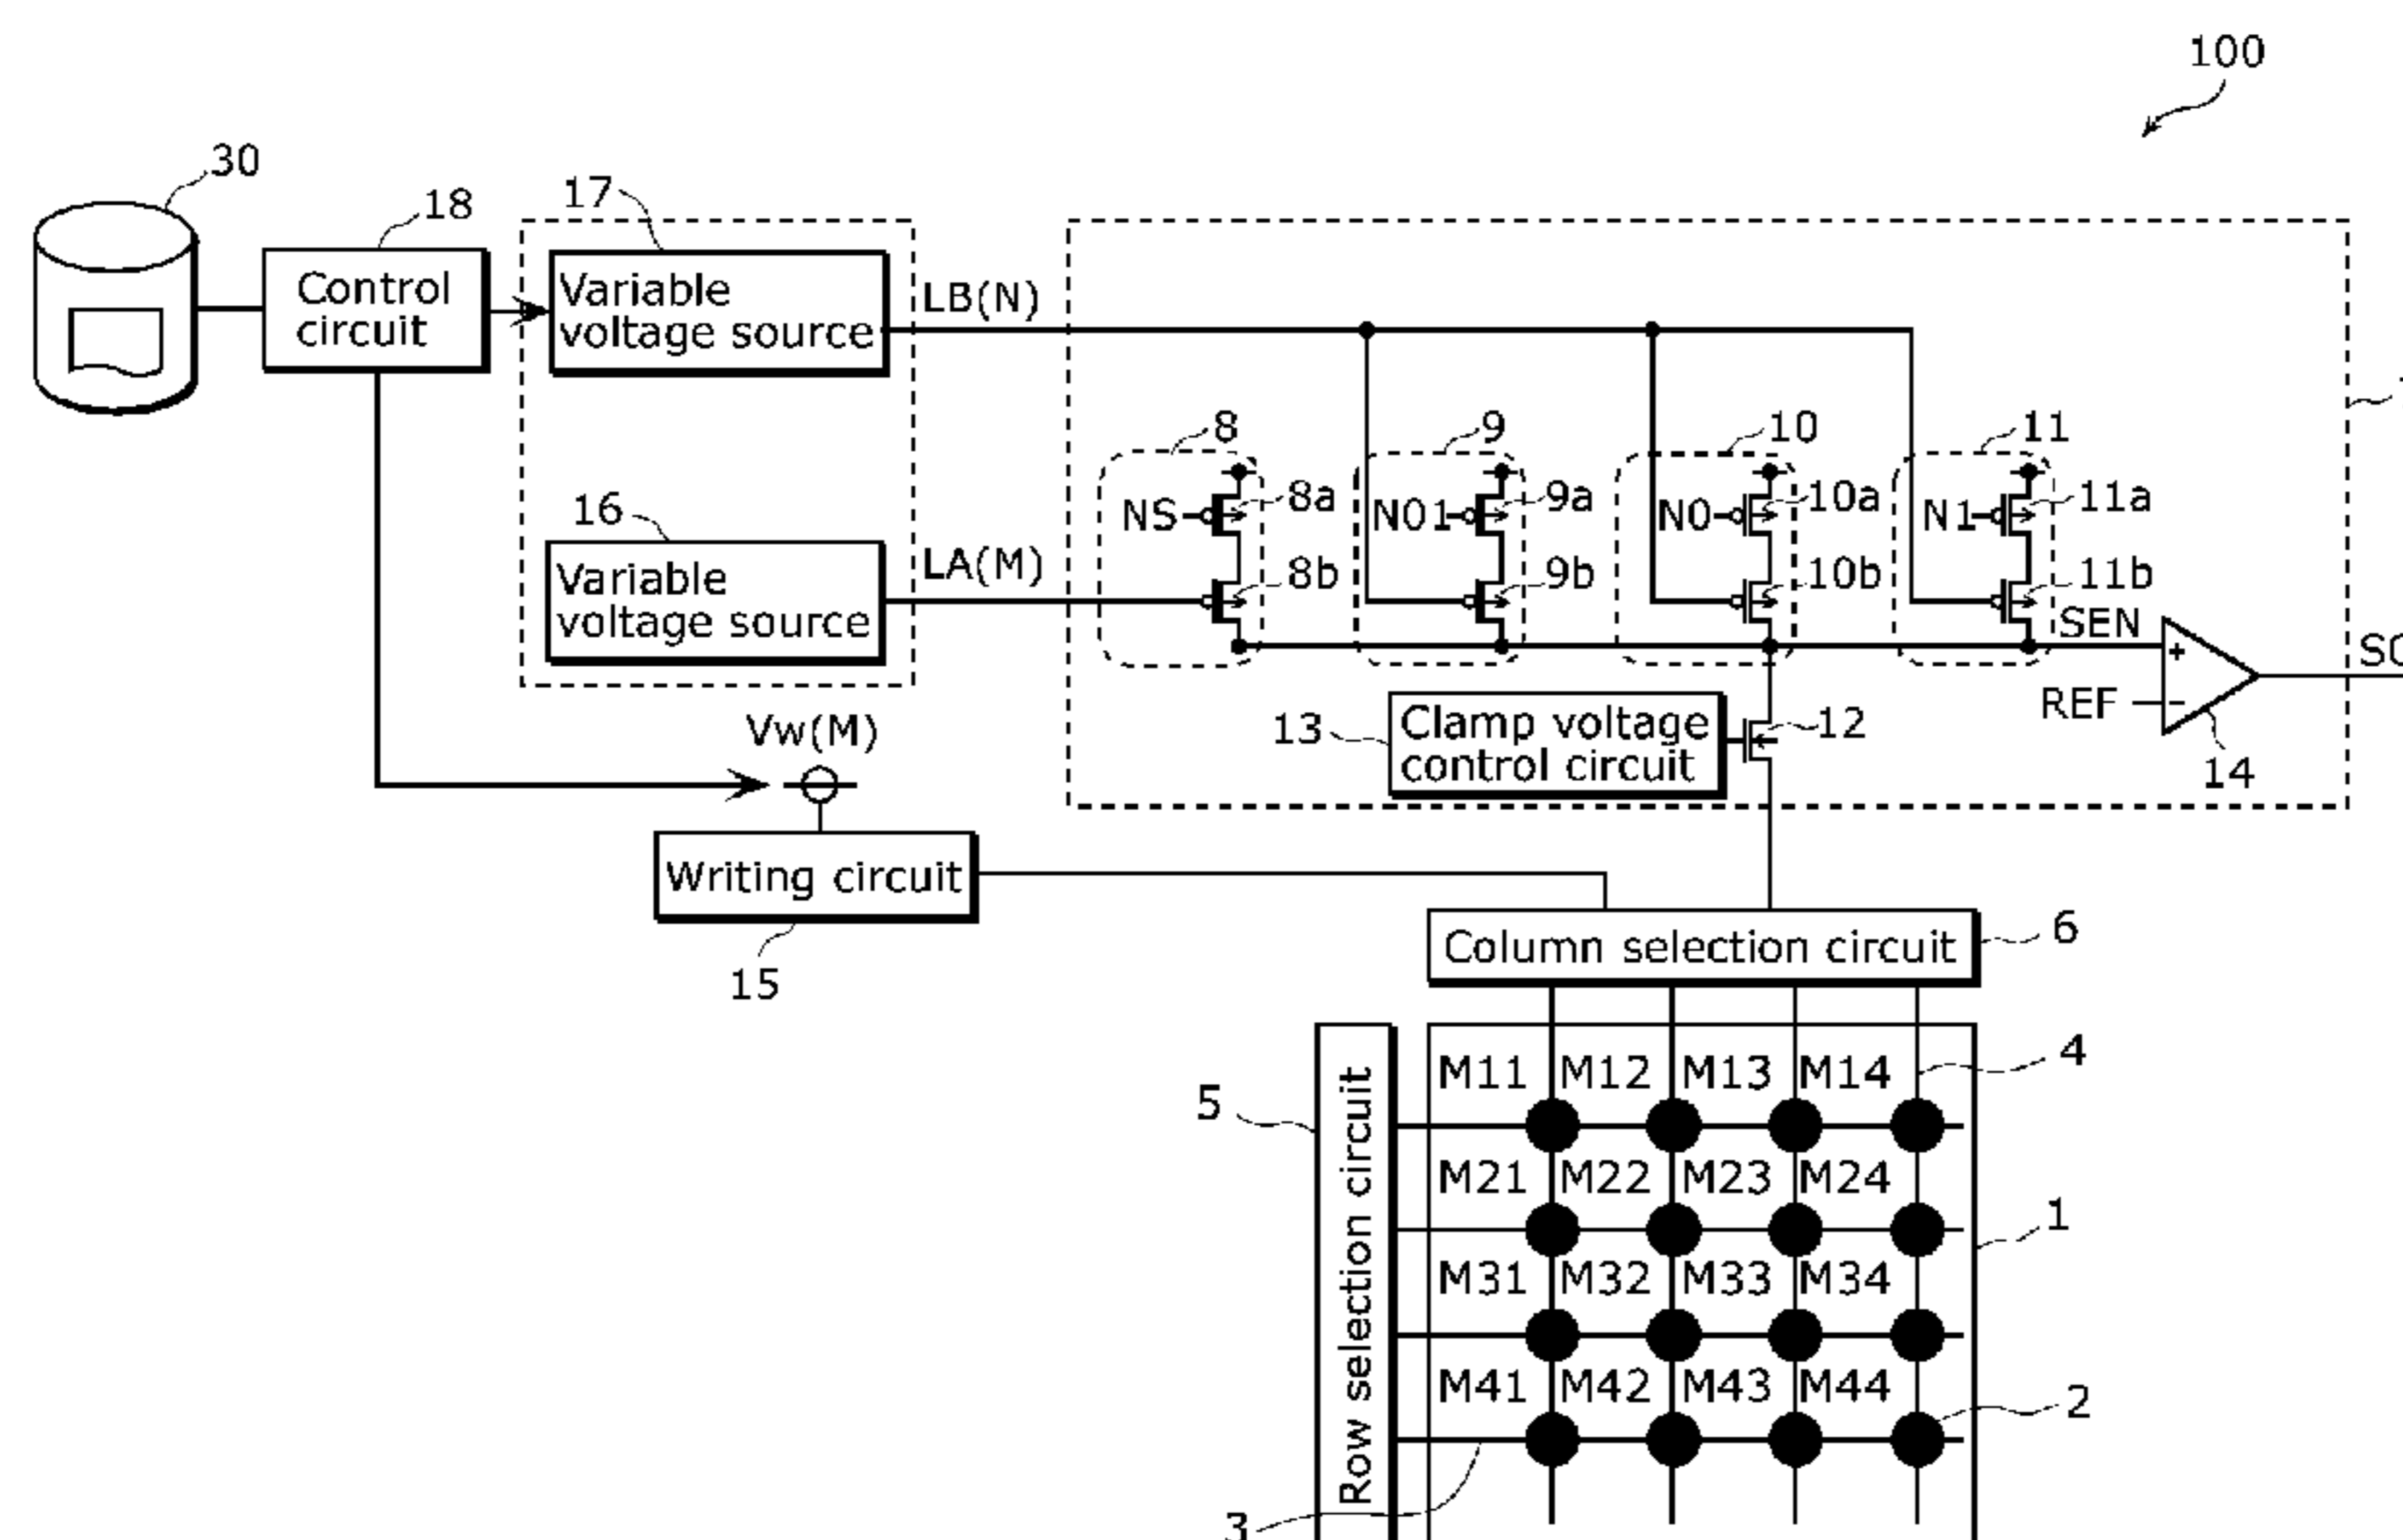 100
30
18
17
Control
circuit
Variable
voltage source
LB(N)
8
9
10
11
NS
8a
N01
9a
N0
10a
N1
11a
16
Variable
voltage source
LA(M)
8b
9b
10b
11b
SEN
+
REF
-
14
13
Clamp voltage
control circuit
12
Vw(M)
Writing circuit
15
Column selection circuit
6
5
Row selection circuit
M11 M12 M13 M14
4
M21 M22 M23 M24
1
M31 M32 M33 M34
M41 M42 M43 M44
2
3